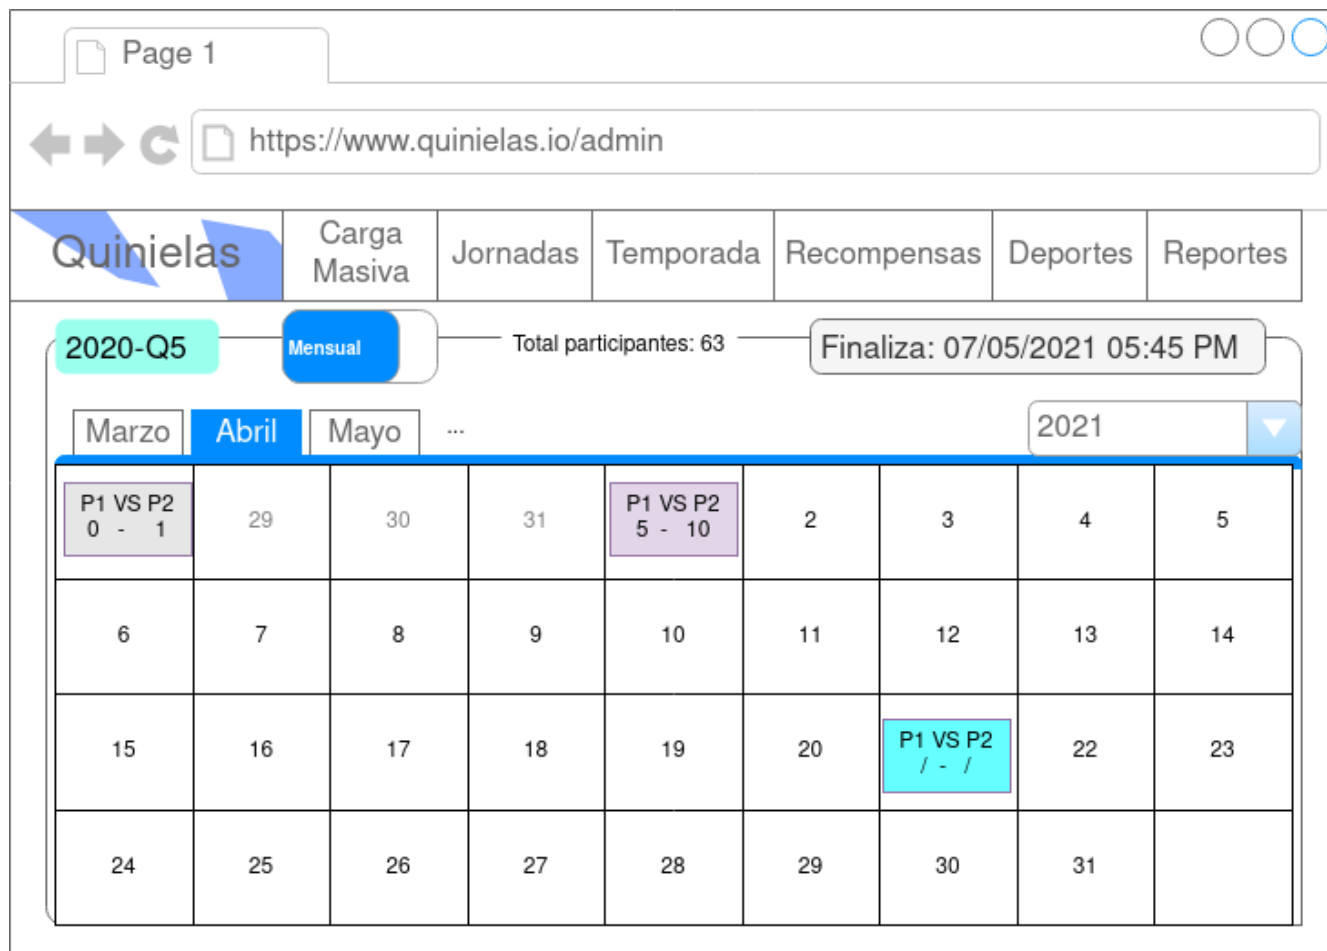 Page 1
https://www.quinielas.io/admin
Quinielas
Carga
Masiva
Jornadas
Temporada
Recompensas
Deportes
Reportes
2020-Q5
Mensual
Total participantes: 63
Finaliza: 07/05/2021 05:45 PM
Marzo
Abril
Mayo
...
2021
P1 VS P2
0 - 1
29
30
31
P1 VS P2
5 - 10
2
3
4
5
6
7
8
9
10
11
12
13
14
15
16
17
18
19
20
P1 VS P2
/ - /
22
23
24
25
26
27
28
29
30
31